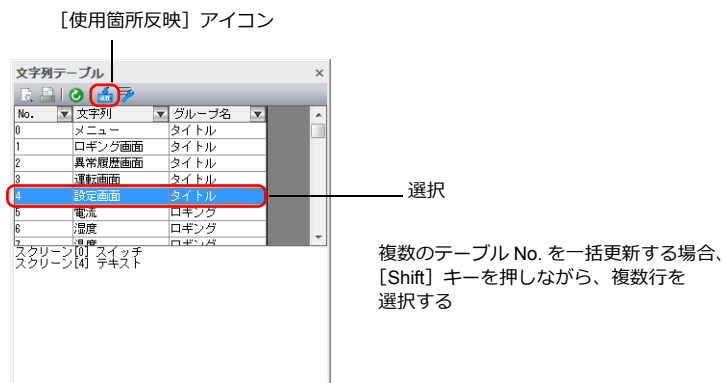 ［使用箇所反映］アイコン
文字列テーブル ×
No. 文字列 グループ名
0 メニュー タイトル
1 ロギング画面 タイトル
2 異常履歴画面 タイトル
3 運転画面 タイトル
4 設定画面 タイトル
選択
5 電流 ロギング
6 湿度 ロギング
7 温度 ロギング
スクリーン[0] スイッチ
スクリーン[4] テキスト
複数のテーブル No. を一括更新する場合、
［Shift］キーを押しながら、複数行を
選択する